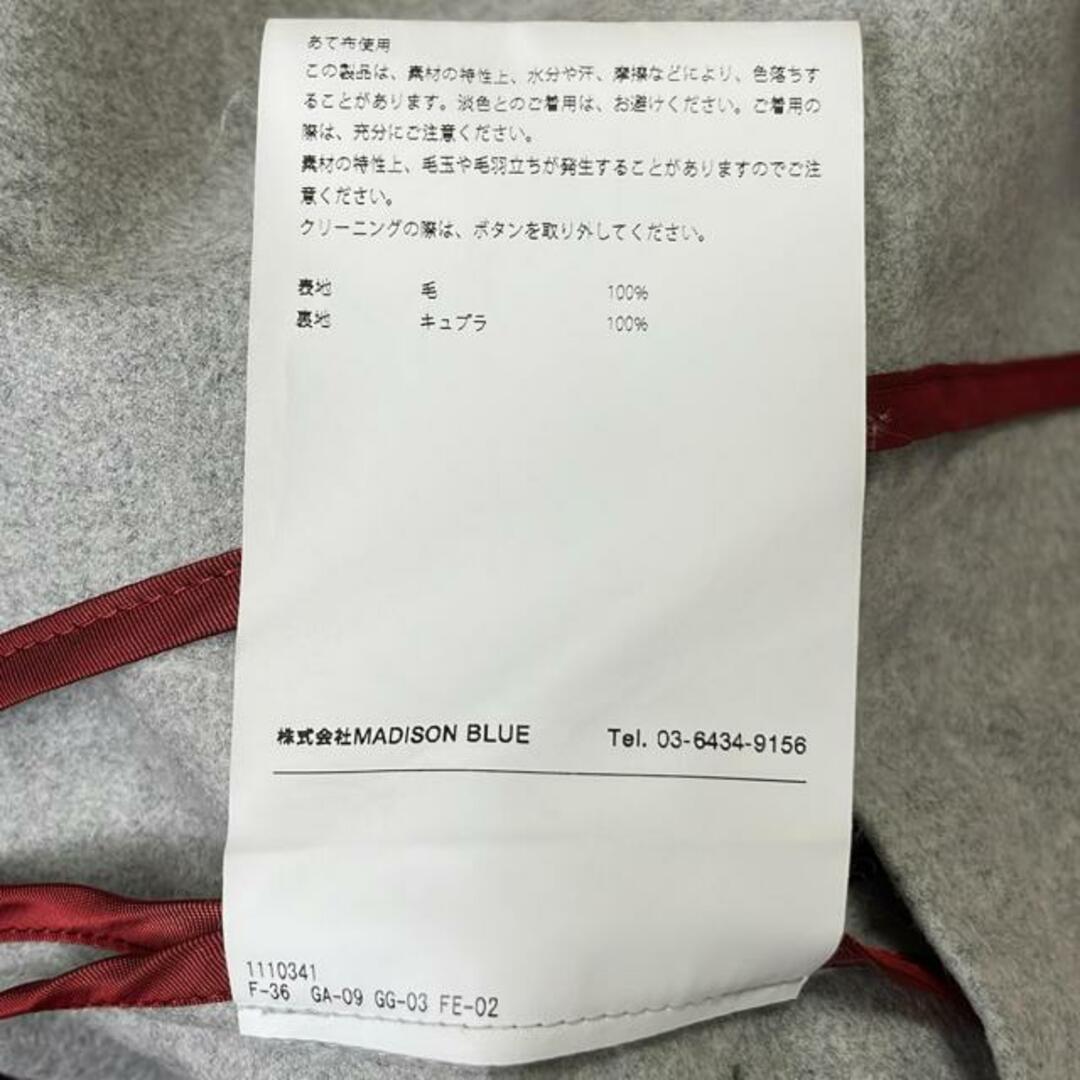 あて布使用
この製品は、素材の特性上、水分や汗、摩擦などにより、色落ちす
ることがあります。淡色とのご着用は、お避けください。ご着用の
際は、充分にご注意ください。
素材の特性上、毛玉や毛羽立ちが発生することがありますのでご注
意ください。
クリーニングの際は、ボタンを取り外してください。
表地 毛 100%
裏地 キュプラ 100%
株式会社MADISON BLUE Tel. 03-6434-9156
1110341
F-36 GA-09 GG-03 FE-02